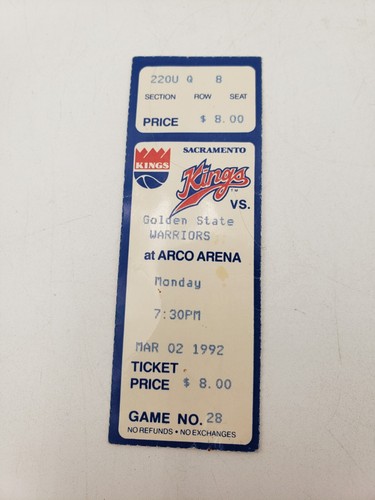 220U Q 8
SECTION ROW SEAT
PRICE $ 8.00
KINGS
SACRAMENTO
Kings™
VS.
Golden State
WARRIORS
at ARCO ARENA
Monday
7:30PM
MAR 02 1992
TICKET
PRICE $ 8.00
GAME NO. 28
NO REFUNDS • NO EXCHANGES